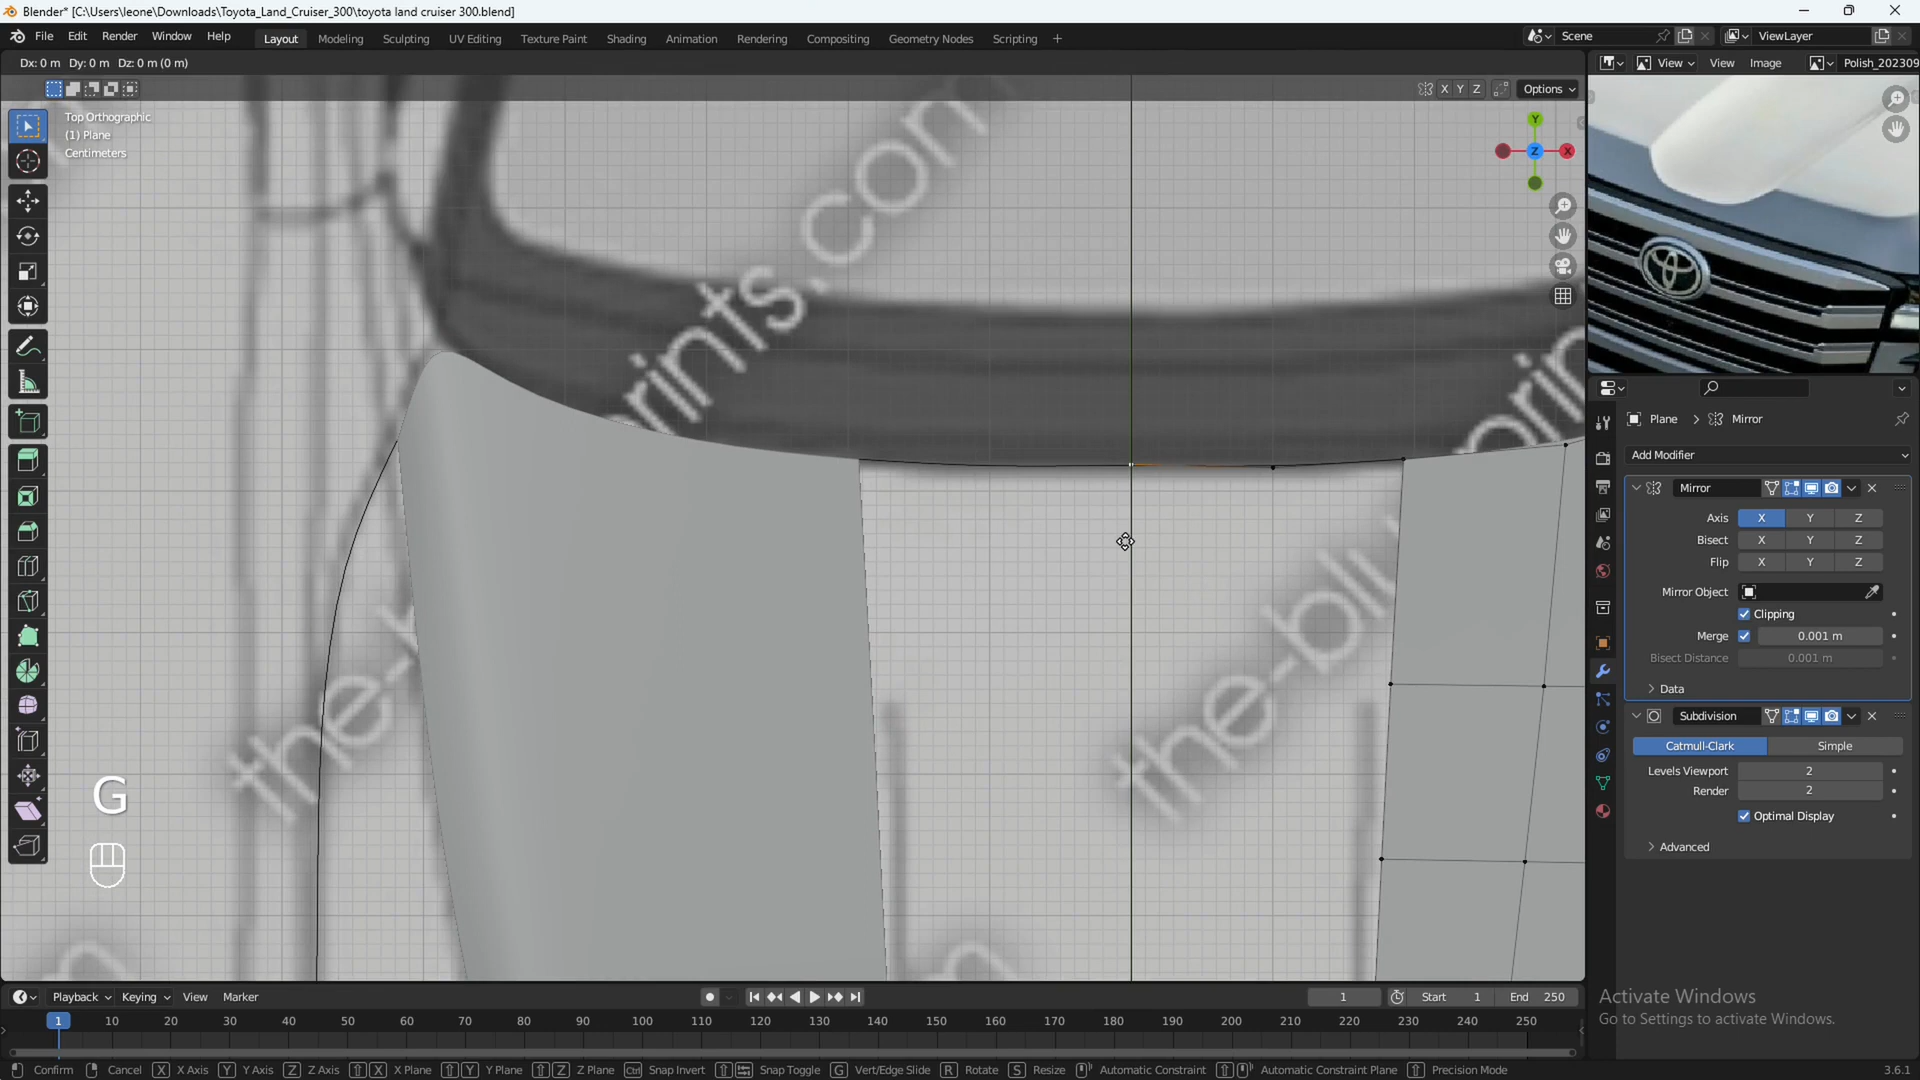 Blender* [C:\Users\leone\Downloads\Toyota_Land_Cruiser_300\toyota land cruiser 300.blend]
File Edit Render Window Help Layout Modeling Sculpting UV Editing Texture Paint Shading Animation Rendering Compositing Geometry Nodes Scripting + Scene ViewLayer
Dx: 0 m Dy: 0 m Dz: 0 m (0 m)
View View Image Polish_202309
X Y Z Options
Top Orthographic
(1) Plane
Centimeters
Y
Z X
rints.com
prints
the-blu
the-b
Plane > Mirror
Add Modifier
Mirror
Axis X Y Z
Bisect X Y Z
Flip X Y Z
Mirror Object
Clipping
Merge 0.001 m
Bisect Distance 0.001 m
Data
Subdivision
Catmull-Clark Simple
Levels Viewport 2
Render 2
Optimal Display
Advanced
G
Playback Keying View Marker 1 Start 1 End 250
1 10 20 30 40 50 60 70 80 90 100 110 120 130 140 150 160 170 180 190 200 210 220 230 240 250
Activate Windows
Go to Settings to activate Windows.
Confirm Cancel X X Axis Y Y Axis Z Z Axis X X Plane Y Y Plane Z Z Plane Ctrl Snap Invert Snap Toggle G Vert/Edge Slide R Rotate S Resize Automatic Constraint Automatic Constraint Plane Precision Mode 3.6.1